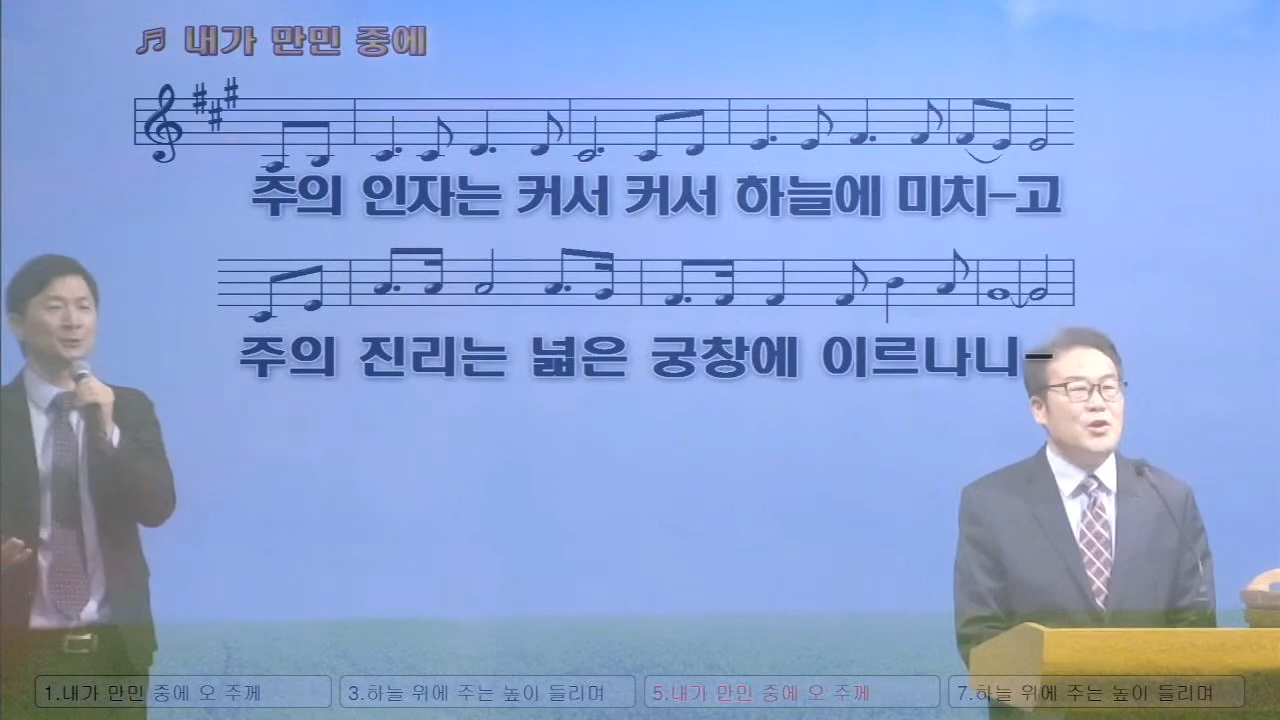 내가 만민 중에
주의 인자는 커서 커서 하늘에 미치-고
주의 진리는 넓은 궁창에 이르나니-
1.내가 만민 중에 오 주께
3.하늘 위에 주는 높이 들리며
5.내가 만민 중에 오 주께
7.하늘 위에 주는 높이 들리며